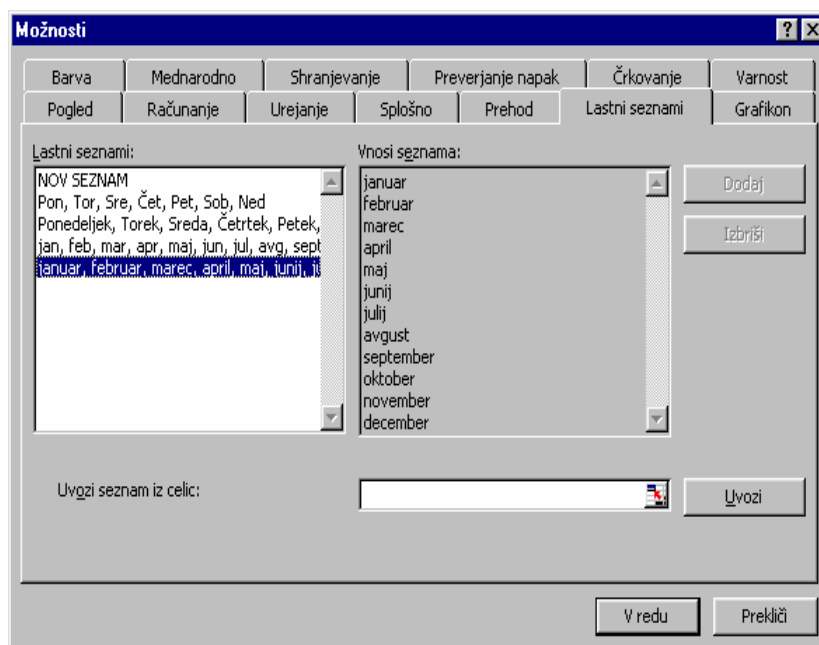 Možnosti
Barva Mednarodno Shranjevanje Preverjanje napak Črkovanje Varnost
Pogled Računanje Urejanje Splošno Prehod Lastni seznami Grafikon
Lastni seznami:
NOV SEZNAM
Pon, Tor, Sre, Čet, Pet, Sob, Ned
Ponedeljek, Torek, Sreda, Četrtek, Petek,
jan, feb, mar, apr, maj, jun, jul, avg, sept
januar, februar, marec, april, maj, junij, ju
Vnosi seznama:
januar
februar
marec
april
maj
junij
julij
avgust
september
oktober
november
december
Dodaj
Izbriši
Uvozi seznam iz celic:
Uvozi
V redu Prekliči